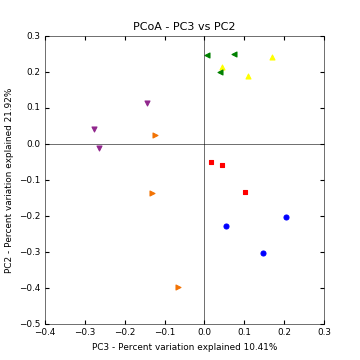 PCoA - PC3 vs PC2
0.3
0.2
0.1
0.0
−0.1
−0.2
−0.3
−0.4
−0.5
PC2 - Percent variation explained 21.92%
−0.4 −0.3 −0.2 −0.1 0.0 0.1 0.2 0.3
PC3 - Percent variation explained 10.41%